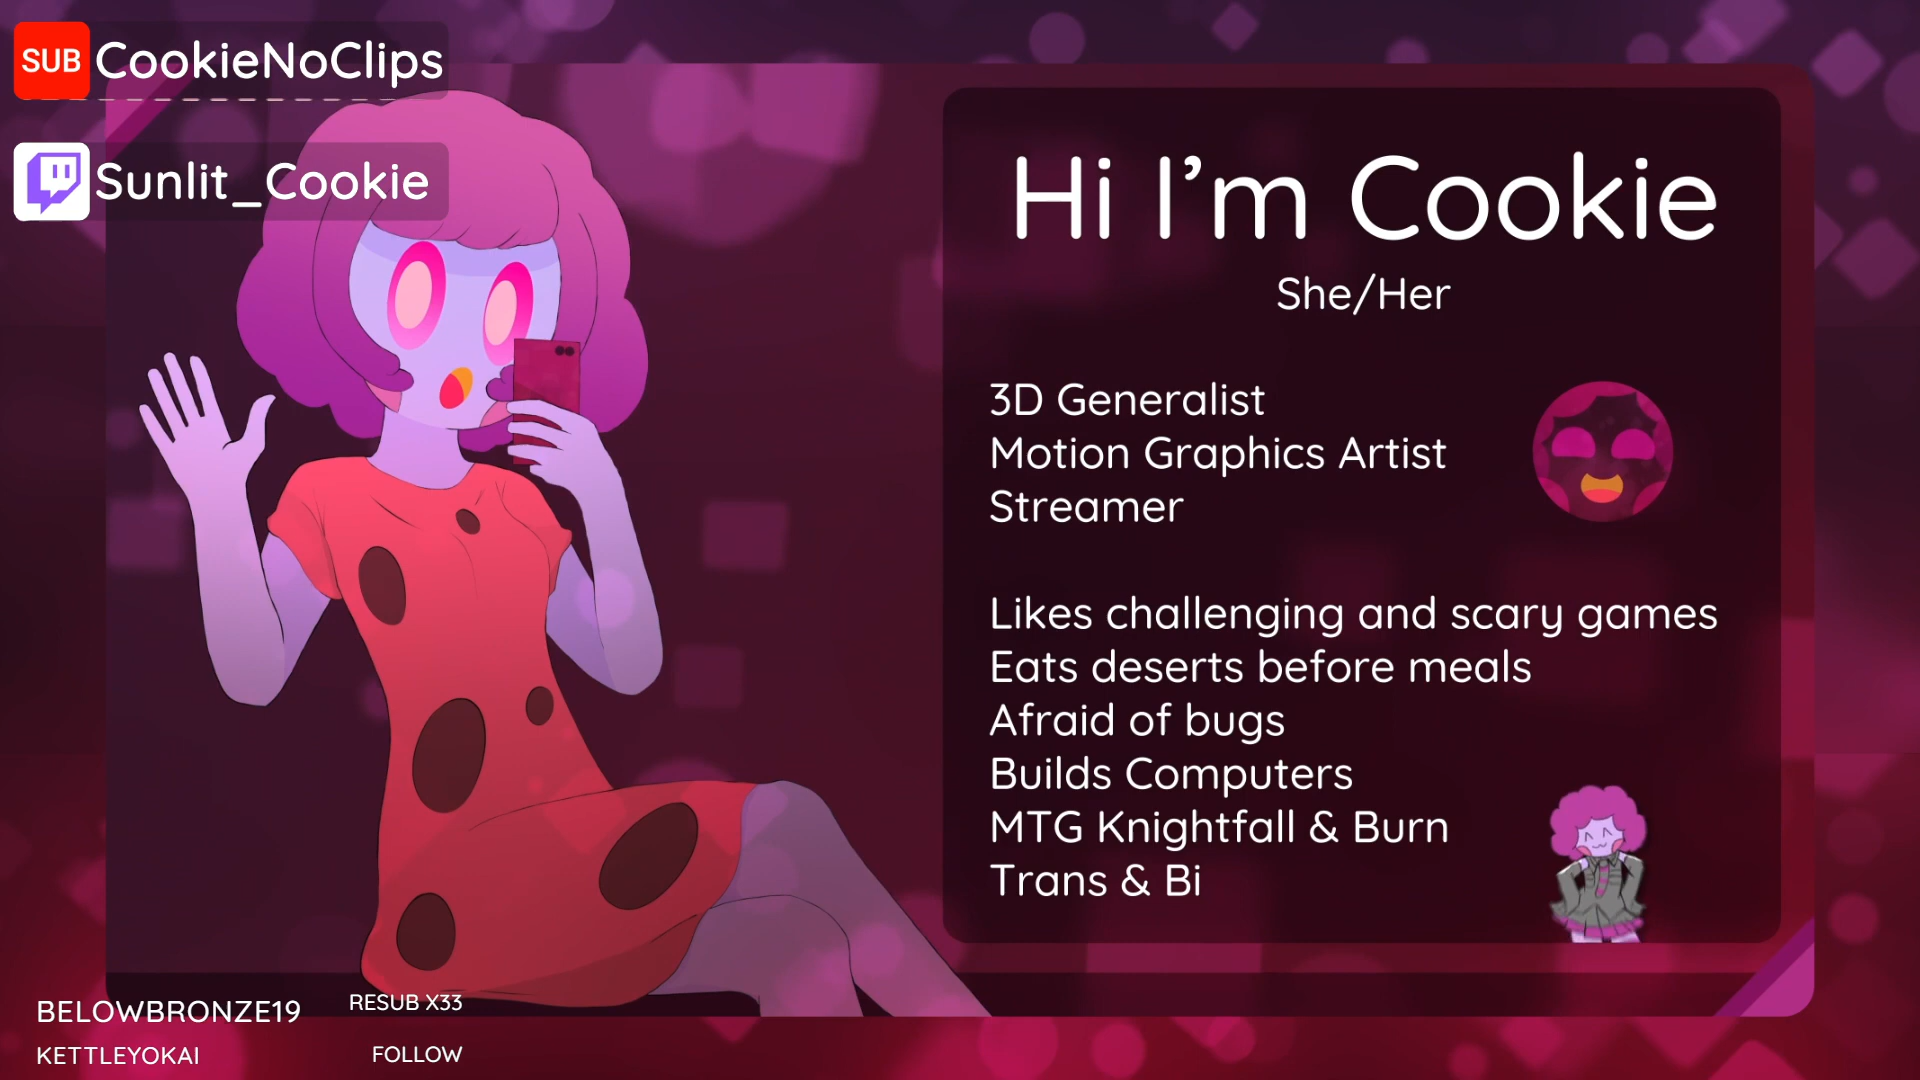 SUB CookieNoClips
Sunlit_Cookie
Hi I'm Cookie
She/Her
3D Generalist
Motion Graphics Artist
Streamer
Likes challenging and scary games
Eats deserts before meals
Afraid of bugs
Builds Computers
MTG Knightfall & Burn
Trans & Bi
BELOWBRONZE19 RESUB X33
KETTLEYOKAI FOLLOW